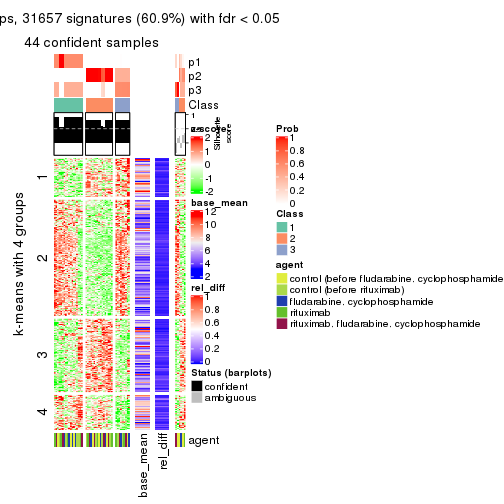 ps, 31657 signatures (60.9%) with fdr < 0.05
44 confident samples
p1
p2
p3
Class
1
Silhouette
score
z-score
2
1
0
-1
-2
base_mean
12
10
8
6
4
2
rel_diff
1
0.8
0.6
0.4
0.2
0
Status (barplots)
confident
ambiguous
Prob
1
0.8
0.6
0.4
0.2
0
Class
1
2
3
agent
control (before fludarabine. cyclophosphamide
control (before rituximab)
fludarabine. cyclophosphamide
rituximab
rituximab. fludarabine. cyclophosphamide
k-means with 4 groups
1
2
3
4
agent
base_mean
rel_diff